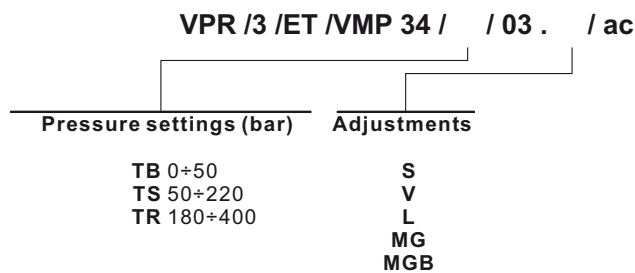 VPR /3 /ET /VMP 34 / / 03 . / ac
Pressure settings (bar) Adjustments
TB 0÷50 S
TS 50÷220 V
TR 180÷400 L
MG
MGB